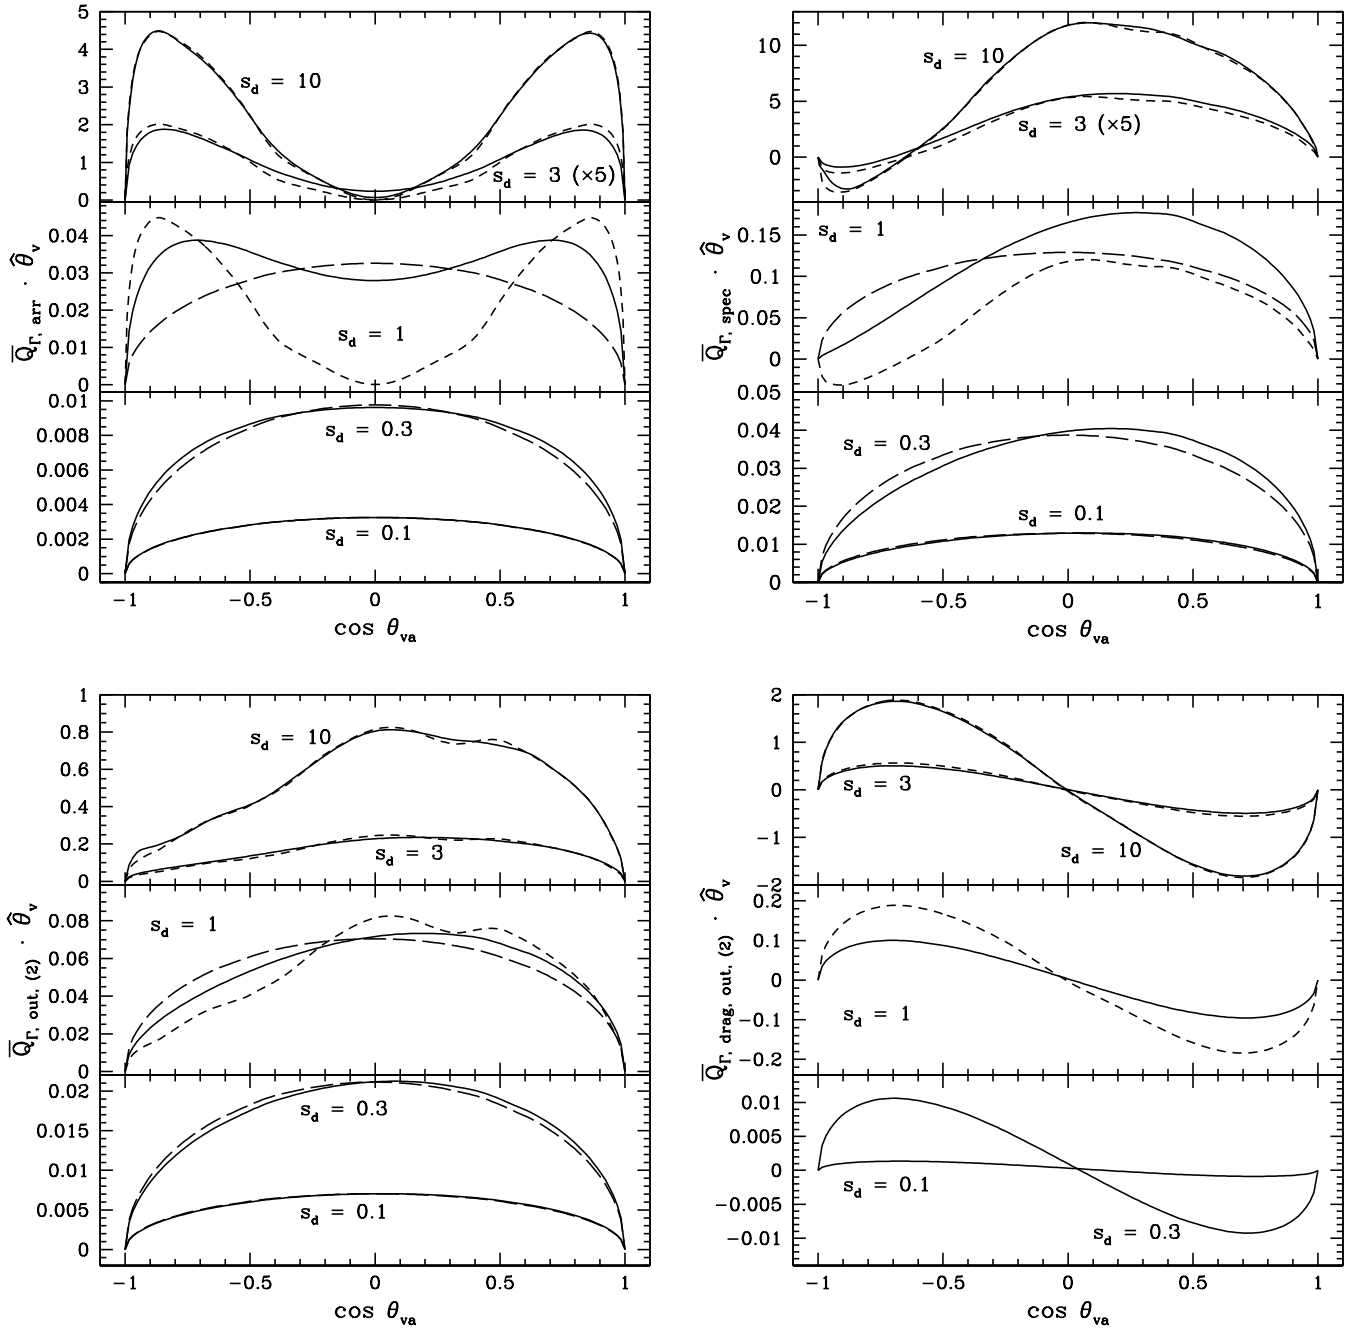 5
4
3
2
1
0
s_d = 10
s_d = 3 (×5)
0.04
0.03
0.02
0.01
0
s_d = 1
Q̅_Γ, arr · θ̂_v
0.01
0.008
0.006
0.004
0.002
0
s_d = 0.3
s_d = 0.1
−1 −0.5 0 0.5 1
cos θ_va
10
5
0
s_d = 10
s_d = 3 (×5)
0.15
0.1
0.05
0
s_d = 1
Q̅_Γ, spec · θ̂_v
0.05
0.04
0.03
0.02
0.01
0
s_d = 0.3
s_d = 0.1
−1 −0.5 0 0.5 1
cos θ_va
1
0.8
0.6
0.4
0.2
0
s_d = 10
s_d = 3
0.08
0.06
0.04
0.02
0
s_d = 1
Q̅_Γ, out, (2) · θ̂_v
0.02
0.015
0.01
0.005
0
s_d = 0.3
s_d = 0.1
−1 −0.5 0 0.5 1
cos θ_va
2
1
0
−1
−2
s_d = 3
s_d = 10
0.2
0.1
0
−0.1
−0.2
s_d = 1
Q̅_Γ, drag, out, (2) · θ̂_v
0.01
0.005
0
−0.005
−0.01
s_d = 0.1
s_d = 0.3
−1 −0.5 0 0.5 1
cos θ_va